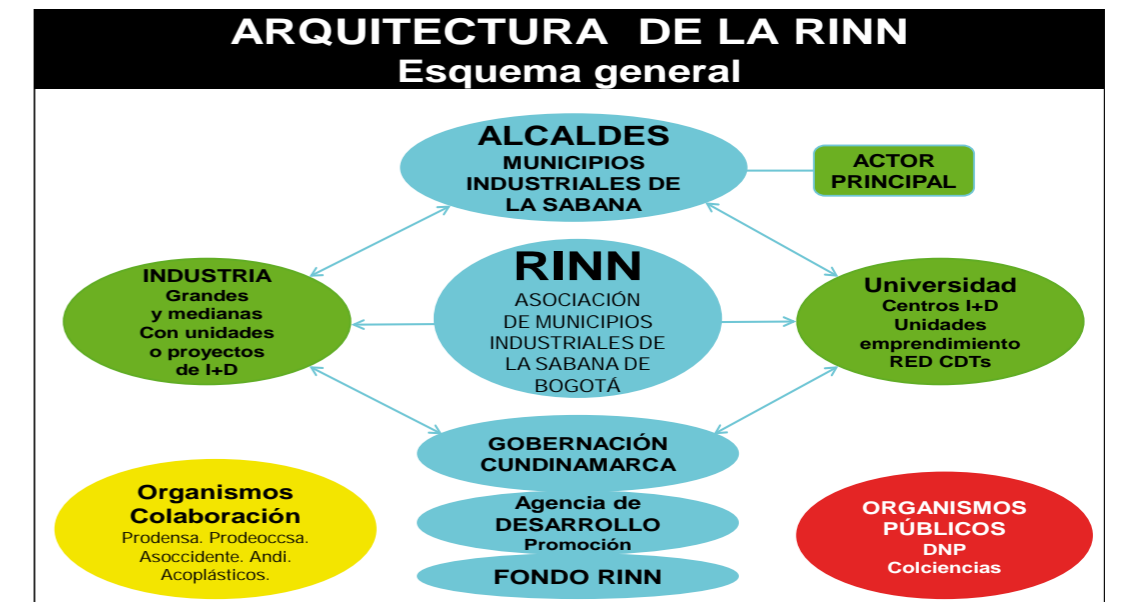 ARQUITECTURA DE LA RINN
Esquema general
ALCALDES
MUNICIPIOS
INDUSTRIALES DE
LA SABANA
ACTOR
PRINCIPAL
INDUSTRIA
Grandes
y medianas
Con unidades
o proyectos
de I+D
RINN
ASOCIACIÓN
DE MUNICIPIOS
INDUSTRIALES DE
LA SABANA DE
BOGOTÁ
Universidad
Centros I+D
Unidades
emprendimiento
RED CDTs
GOBERNACIÓN
CUNDINAMARCA
Organismos
Colaboración
Prodensa. Prodeoccsa.
Asoccidente. Andi.
Acoplásticos.
Agencia de
DESARROLLO
Promoción
FONDO RINN
ORGANISMOS
PÚBLICOS
DNP
Colciencias